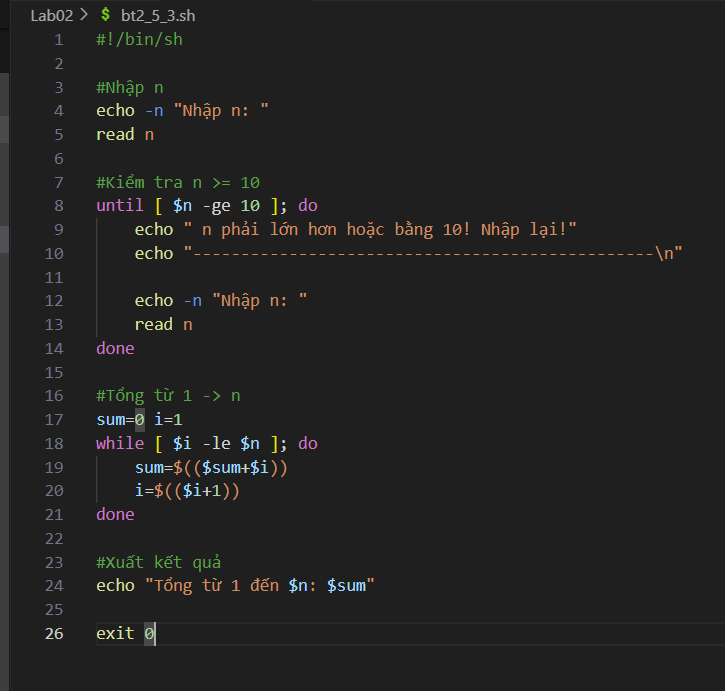 Lab02 > $ bt2_5_3.sh
1 #!/bin/sh
2
3 #Nhập n
4 echo -n "Nhập n: "
5 read n
6
7 #Kiểm tra n >= 10
8 until [ $n -ge 10 ]; do
9 echo " n phải lớn hơn hoặc bằng 10! Nhập lại!"
10 echo "------------------------------------------------\n"
11
12 echo -n "Nhập n: "
13 read n
14 done
15
16 #Tổng từ 1 -> n
17 sum=0 i=1
18 while [ $i -le $n ]; do
19 sum=$(($sum+$i))
20 i=$(($i+1))
21 done
22
23 #Xuất kết quả
24 echo "Tổng từ 1 đến $n: $sum"
25
26 exit 0